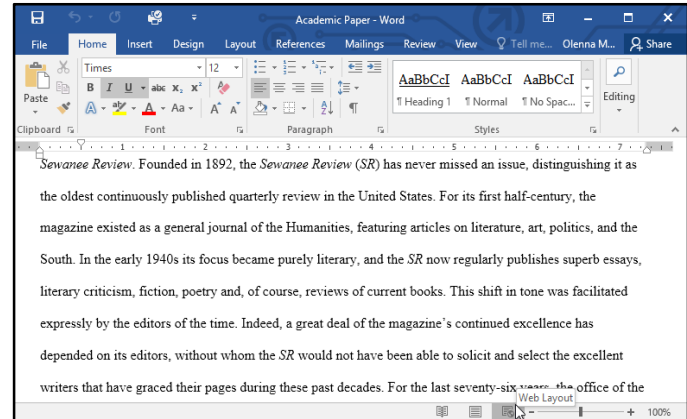 Academic Paper - Word
File Home Insert Design Layout References Mailings Review View Tell me... Olenna M... Share
Times 12 AaBbCcI AaBbCcI AaBbCcI
Paste B I U abc X₂ X² ¶ Heading 1 ¶ Normal ¶ No Spac... Editing
A aby A Aa A A A Z ¶
Clipboard Font Paragraph Styles
1 2 3 4 5 6 7
Sewanee Review. Founded in 1892, the Sewanee Review (SR) has never missed an issue, distinguishing it as
the oldest continuously published quarterly review in the United States. For its first half-century, the
magazine existed as a general journal of the Humanities, featuring articles on literature, art, politics, and the
South. In the early 1940s its focus became purely literary, and the SR now regularly publishes superb essays,
literary criticism, fiction, poetry and, of course, reviews of current books. This shift in tone was facilitated
expressly by the editors of the time. Indeed, a great deal of the magazine's continued excellence has
depended on its editors, without whom the SR would not have been able to solicit and select the excellent
writers that have graced their pages during these past decades. For the last seventy-six years, the office of the
Web Layout
100%